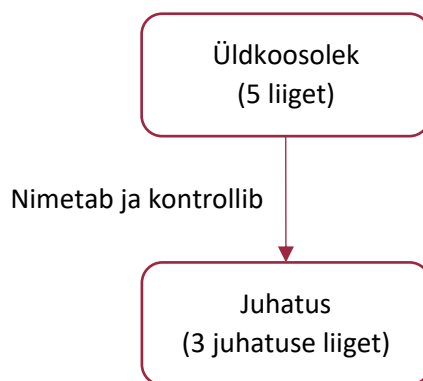 Üldkoosolek
(5 liiget)
Nimetab ja kontrollib
Juhatus
(3 juhatuse liiget)